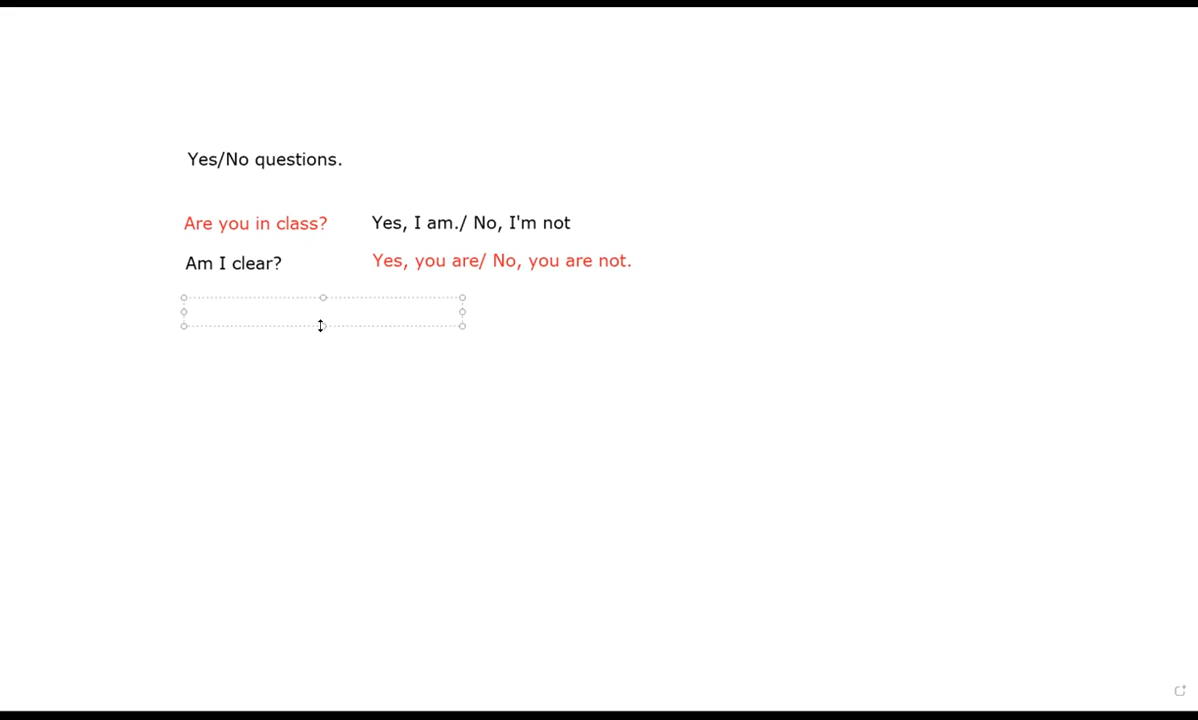 Yes/No questions.
Are you in class? Yes, I am./ No, I'm not
Am I clear? Yes, you are/ No, you are not.